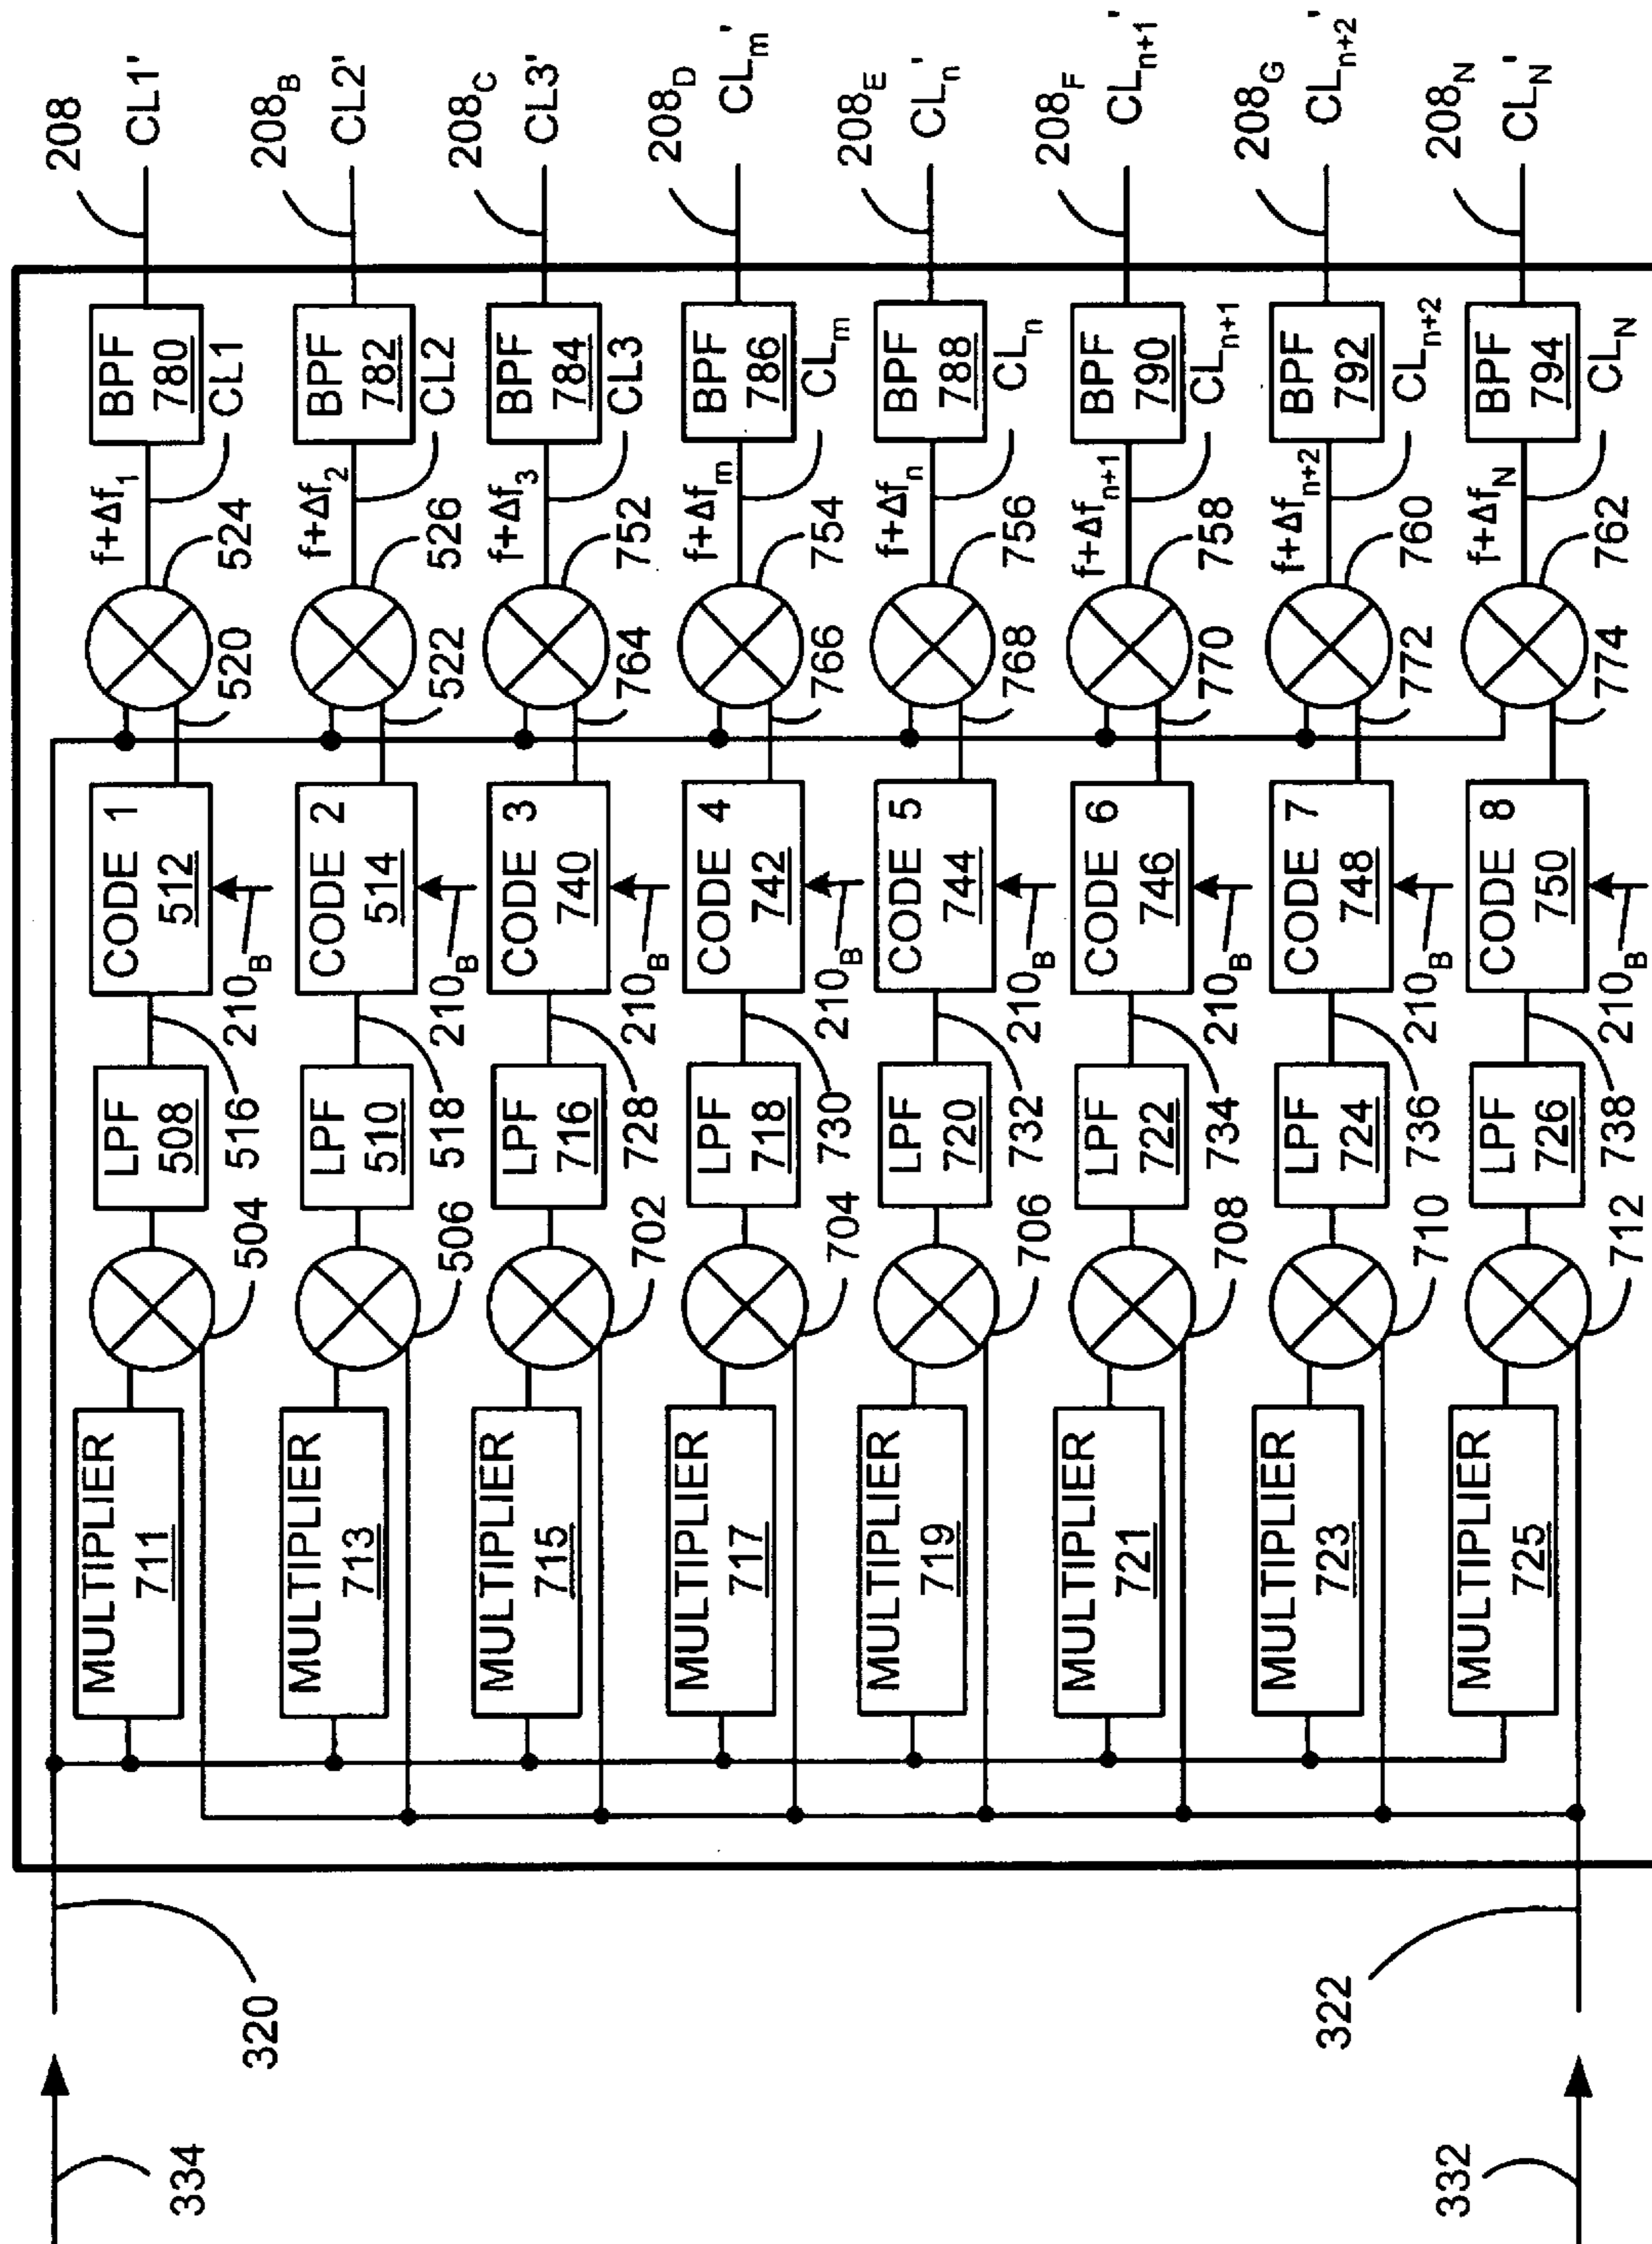 334
320
332
322
MULTIPLIER
711
504
LPF
508
516
CODE 1
512
210B
520
524
f+Δf1
CL1
BPF
780
208
CL1'
MULTIPLIER
713
506
LPF
510
518
CODE 2
514
210B
522
526
f+Δf2
CL2
BPF
782
208B
CL2'
MULTIPLIER
715
702
LPF
716
728
CODE 3
740
210B
764
752
f+Δf3
CL3
BPF
784
208C
CL3'
MULTIPLIER
717
704
LPF
718
730
CODE 4
742
210B
766
754
f+Δfm
CLm
BPF
786
208D
CLm'
MULTIPLIER
719
706
LPF
720
732
CODE 5
744
210B
768
756
f+Δfn
CLn
BPF
788
208E
CLn'
MULTIPLIER
721
708
LPF
722
734
CODE 6
746
210B
770
758
f+Δfn+1
CLn+1
BPF
790
208F
CLn+1'
MULTIPLIER
723
710
LPF
724
736
CODE 7
748
210B
772
760
f+Δfn+2
CLn+2
BPF
792
208G
CLn+2'
MULTIPLIER
725
712
LPF
726
738
CODE 8
750
210B
774
762
f+ΔfN
CLN
BPF
794
208N
CLN'